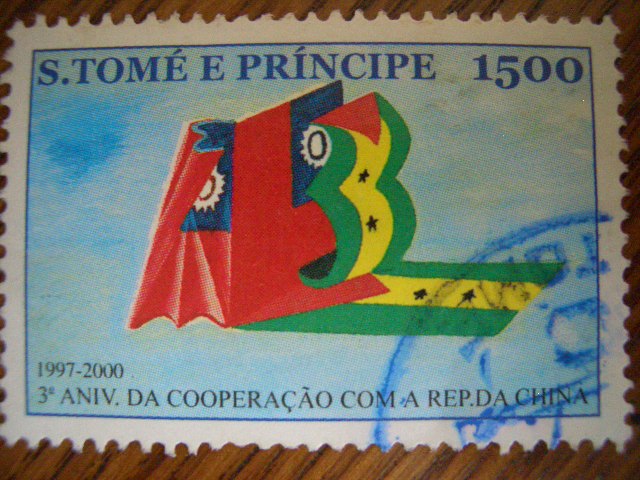 S.TOMÉ E PRÍNCIPE 1500
1997-2000
3º ANIV. DA COOPERAÇÃO COM A REP.DA CHINA